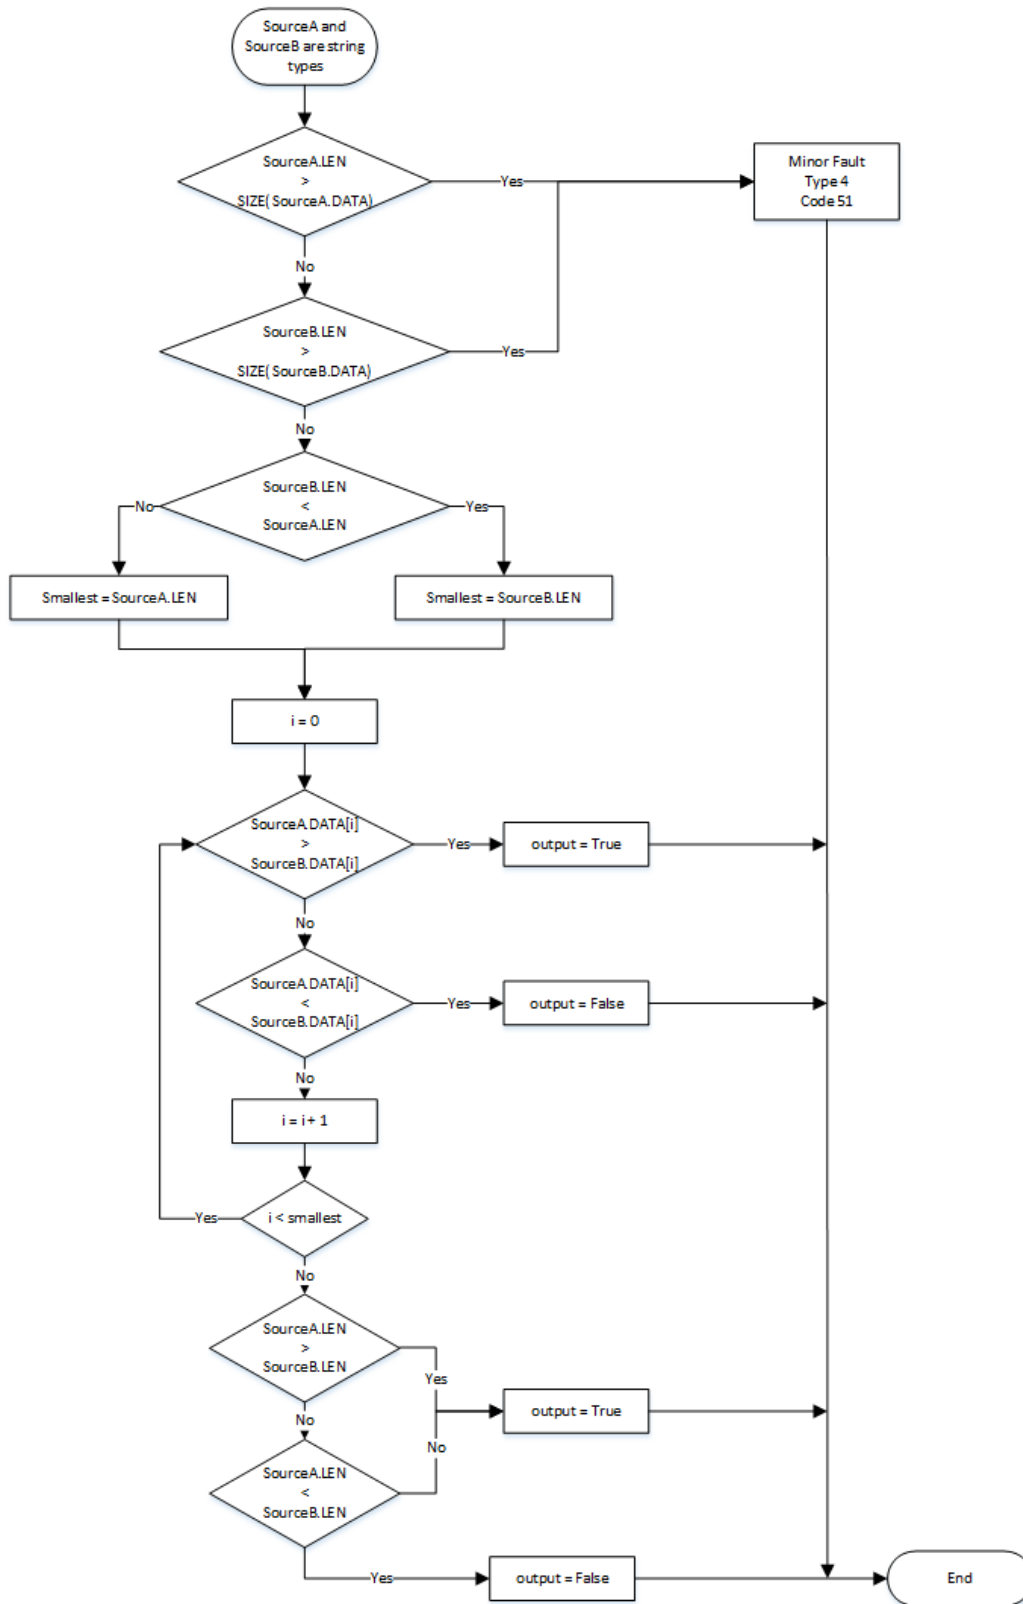 SourceA and
SourceB are string
types
SourceA.LEN
>
SIZE( SourceA.DATA)
Yes
Minor Fault
Type 4
Code 51
No
SourceB.LEN
>
SIZE( SourceB.DATA)
Yes
No
SourceB.LEN
<
SourceA.LEN
No
Yes
Smallest = SourceA.LEN
Smallest = SourceB.LEN
i = 0
SourceA.DATA[i]
>
SourceB.DATA[i]
Yes
output = True
No
SourceA.DATA[i]
<
SourceB.DATA[i]
Yes
output = False
No
i = i + 1
i < smallest
Yes
No
SourceA.LEN
>
SourceB.LEN
Yes
output = True
No
No
SourceA.LEN
<
SourceB.LEN
Yes
output = False
End